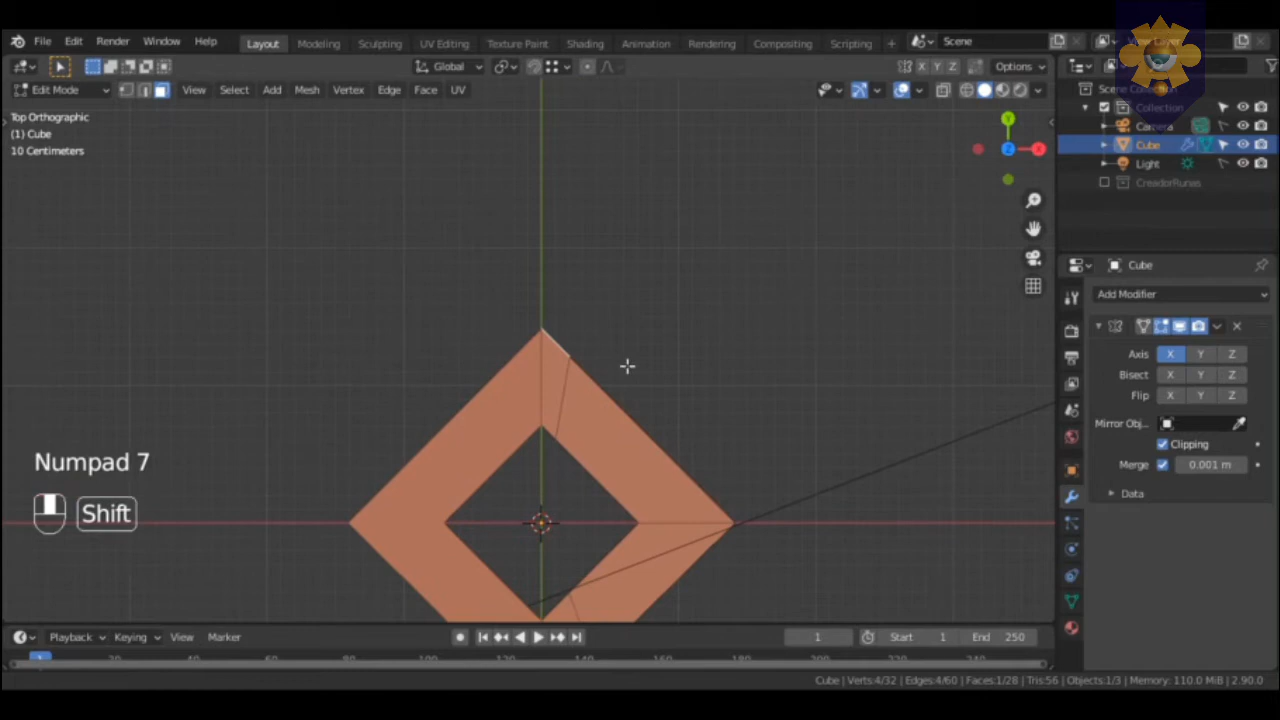 File Edit Render Window Help Layout Modeling Sculpting UV Editing Texture Paint Shading Animation Rendering Compositing Scripting + Scene
Global Options
X Y Z
Edit Mode View Select Add Mesh Vertex Edge Face UV
Top Orthographic
(1) Cube
10 Centimeters
Y
Z
X
Scene Collection
Collection
Camera
Cube
Light
CreadorRunas
Cube
Add Modifier
Axis X Y Z
Bisect X Y Z
Flip X Y Z
Mirror Obj...
Clipping
Merge 0.001 m
Data
Numpad 7
Shift
Playback Keying View Marker 1 Start 1 End 250
Cube | Verts:4/32 | Edges:4/60 | Faces:1/28 | Tris:56 | Objects:1/3 | Memory: 110.0 MiB | 2.90.0